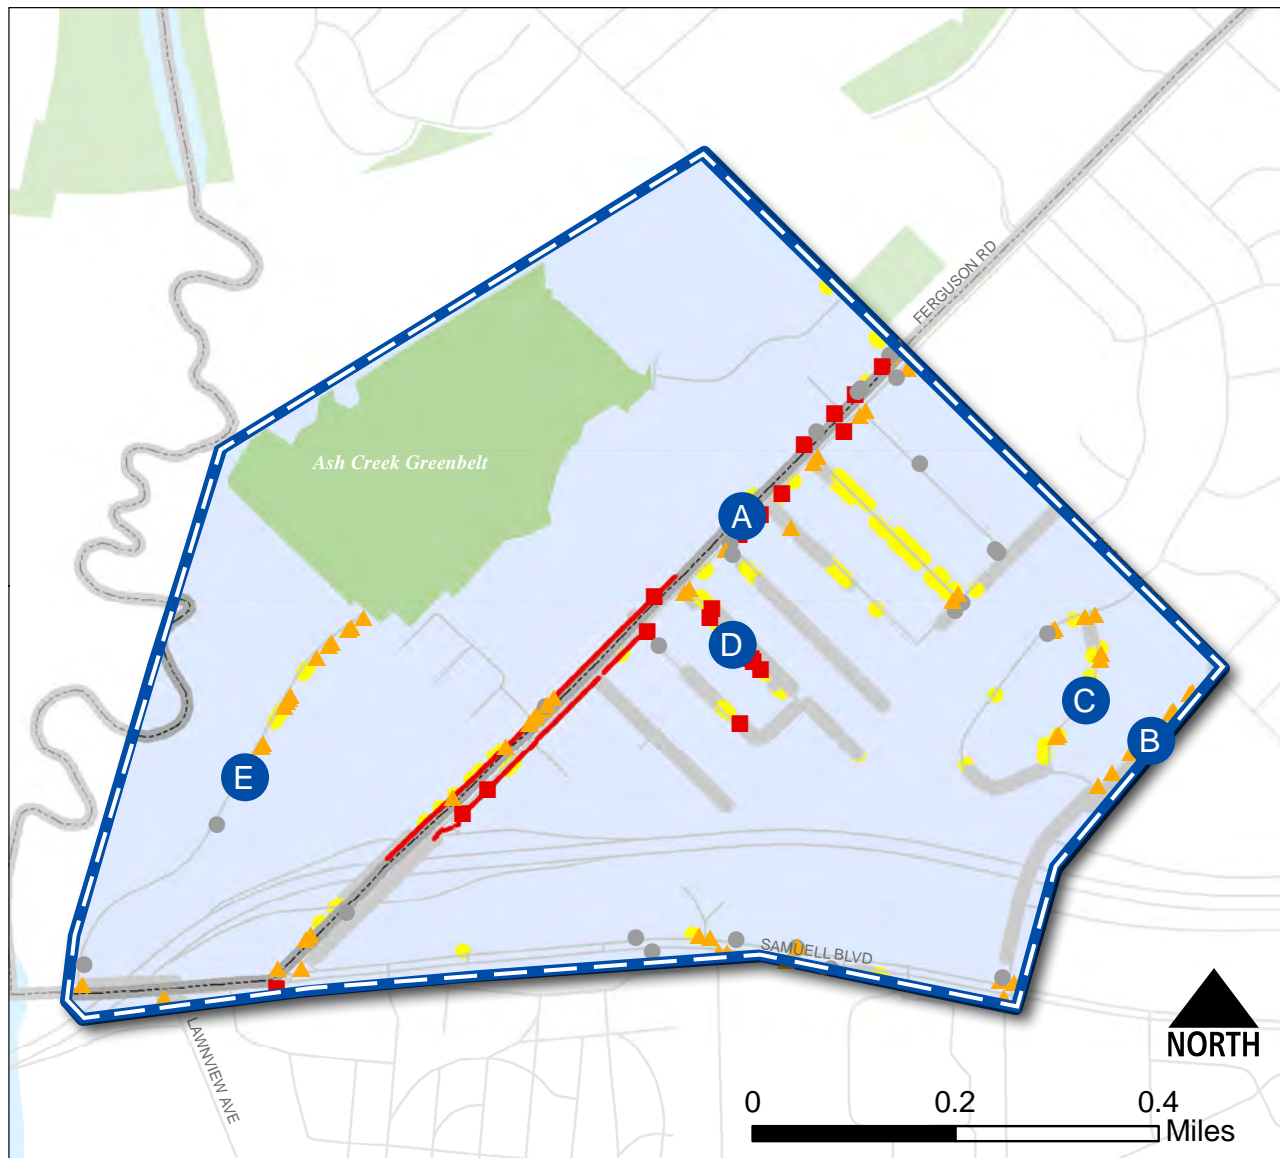 FERGUSON RD
Ash Creek Greenbelt
A
D
C
B
E
SAMUELL BLVD
LAWNVIEW AVE
NORTH
0 0.2 0.4
Miles